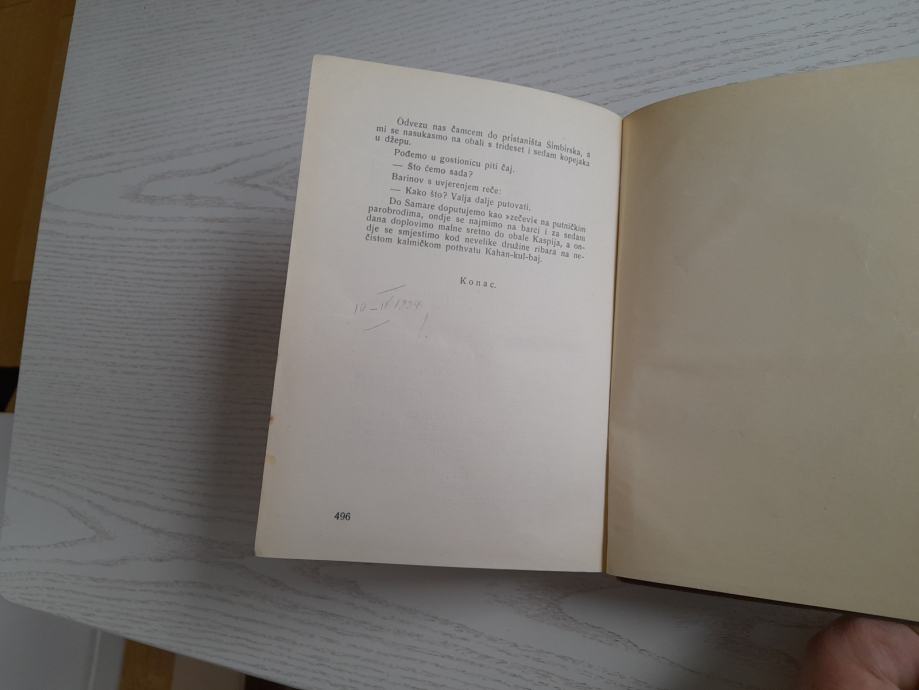 Odvezu nas čamcem do pristaništa Simbirska, a
mi se nasukasmo na obali s trideset i sedam kopejaka
u džepu.
Pođemo u gostionicu piti čaj.
— Što ćemo sada?
Barinov s uvjerenjem reče:
— Kako što? Valja dalje putovati.
Do Samare doputujemo kao »zečevi« na putničkim
parobrodima, ondje se najmimo na barci i za sedam
dana doplovimo malne sretno do obale Kaspija, a on-
dje se smjestimo kod nevelike družine ribara na ne-
čistom kalmičkom pothvatu Kahan-kul-baj.
Konac.
496